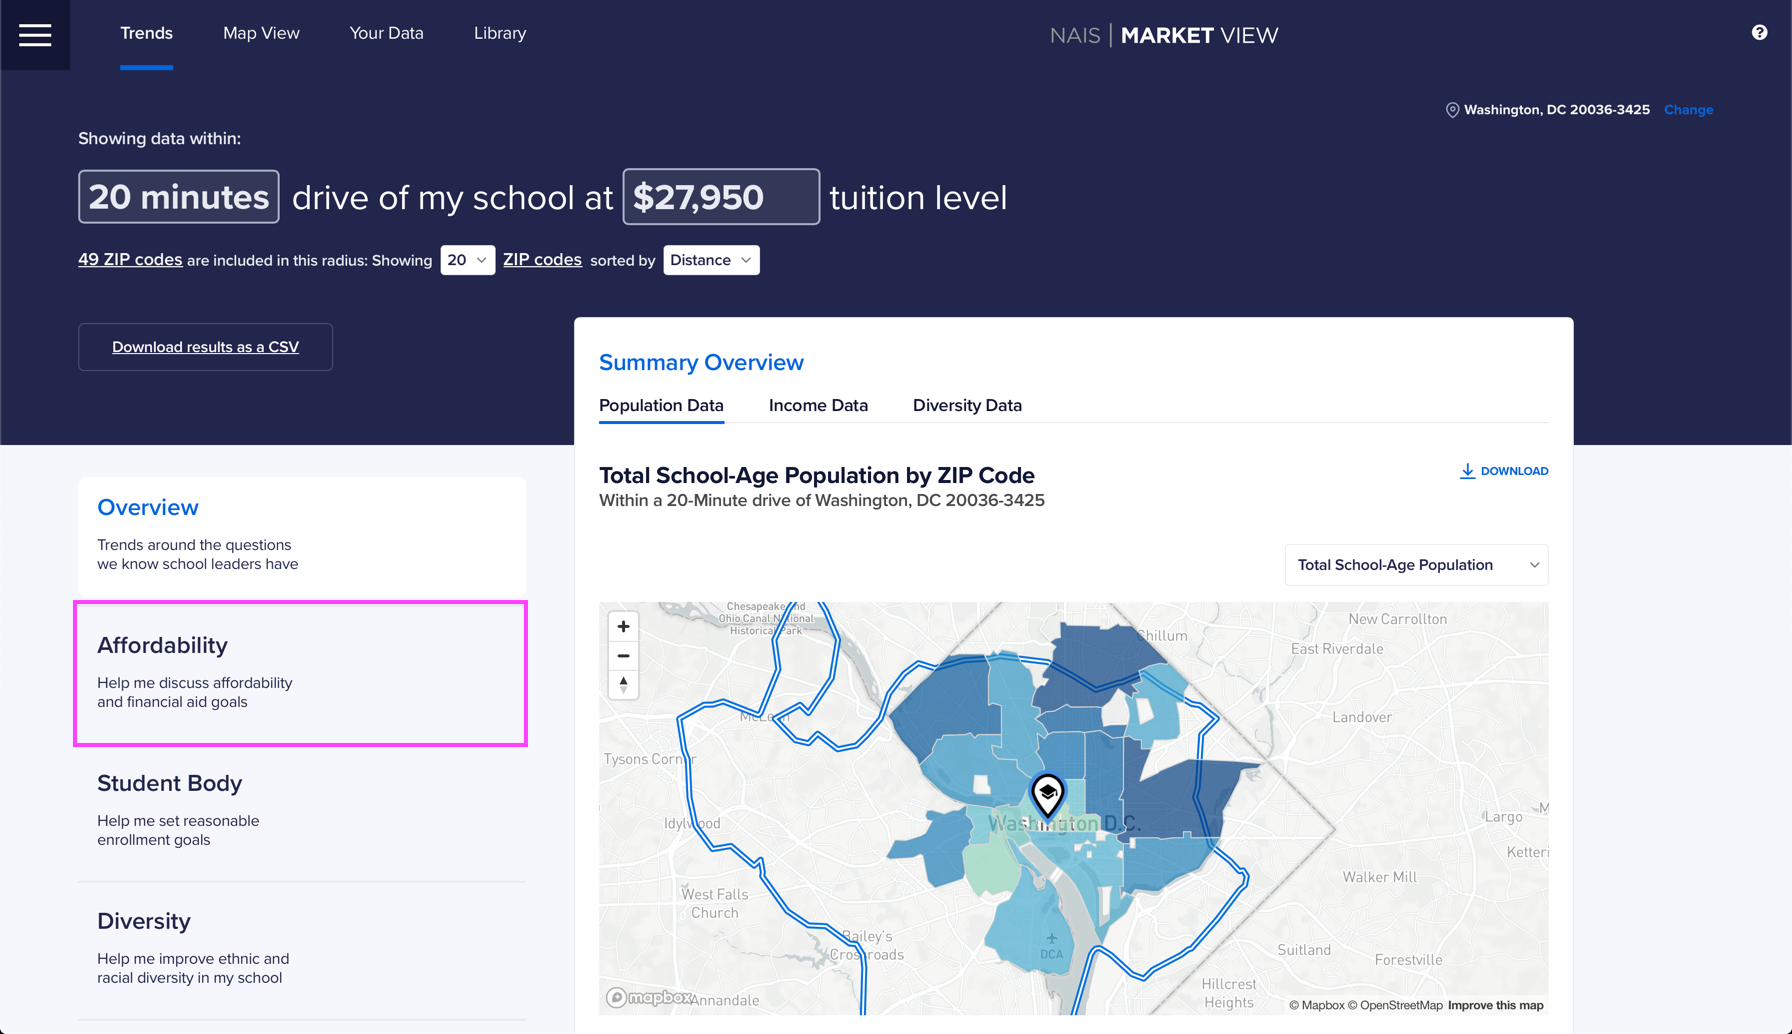 Trends
Map View
Your Data
Library
NAIS | MARKET VIEW
?
Washington, DC 20036-3425 Change
Showing data within:
20 minutes drive of my school at $27,950 tuition level
49 ZIP codes are included in this radius: Showing 20 ZIP codes sorted by Distance
Download results as a CSV
Summary Overview
Population Data
Income Data
Diversity Data
Total School-Age Population by ZIP Code
DOWNLOAD
Within a 20-Minute drive of Washington, DC 20036-3425
Total School-Age Population
Overview
Trends around the questions
we know school leaders have
Affordability
Help me discuss affordability
and financial aid goals
Student Body
Help me set reasonable
enrollment goals
Diversity
Help me improve ethnic and
racial diversity in my school
Chesapeake and
Ohio Canal National
Historical Park
New Carrollton
Chillum
East Riverdale
McLean
Landover
Tysons Corner
Idylwood
Washington D.C.
Largo
Ketteri
Walker Mill
West Falls
Church
Bailey's
Crossroads
DCA
Suitland
Forestville
Hillcrest
Heights
Annandale
mapbox
© Mapbox © OpenStreetMap Improve this map